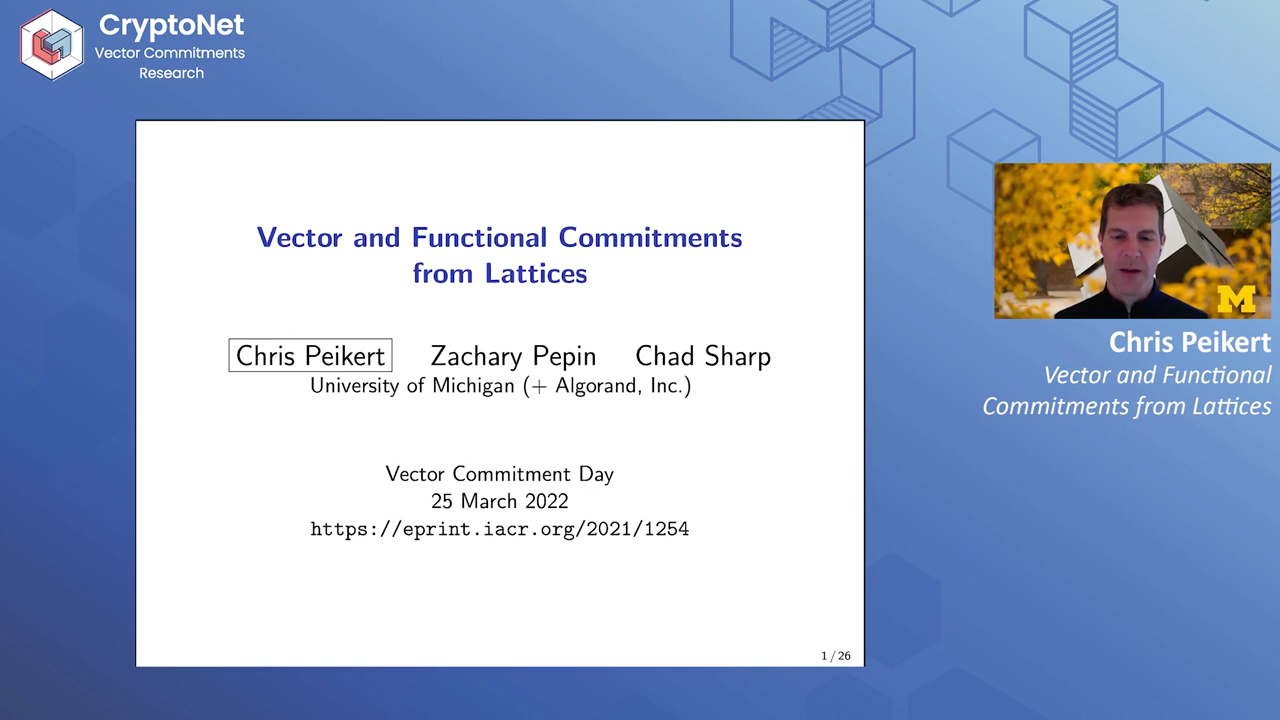 CryptoNet
Vector Commitments
Research
Vector and Functional Commitments
from Lattices
Chris Peikert Zachary Pepin Chad Sharp
University of Michigan (+ Algorand, Inc.)
Vector Commitment Day
25 March 2022
https://eprint.iacr.org/2021/1254
1 / 26
M
Chris Peikert
Vector and Functional
Commitments from Lattices